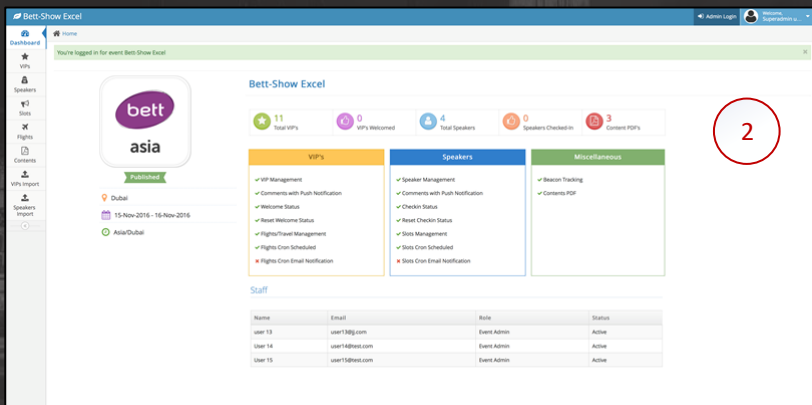 Bett-Show Excel
Admin Login
Welcome,
Superadmin u...
Dashboard
VIPs
Speakers
Slots
Flights
Contents
VIPs Import
Speakers
Import
Home
You're logged in for event Bett-Show Excel
bett
asia
Published
Dubai
15-Nov-2016 - 16-Nov-2016
Asia/Dubai
Bett-Show Excel
11
Total VIP's
0
VIP's Welcomed
4
Total Speakers
0
Speakers Checked-In
3
Content PDF's
VIP's
VIP Management
Comments with Push Notification
Welcome Status
Reset Welcome Status
Flights/Travel Management
Flights Cron Scheduled
Flights Cron Email Notification
Speakers
Speaker Management
Comments with Push Notification
Checkin Status
Reset Checkin Status
Slots Management
Slots Cron Scheduled
Slots Cron Email Notification
Miscellaneous
Beacon Tracking
Contents PDF
2
Staff
Name Email Role Status
user 13 user13@jj.com Event Admin Active
User 14 user14@test.com Event Admin Active
User 15 user15@test.com Event Admin Active